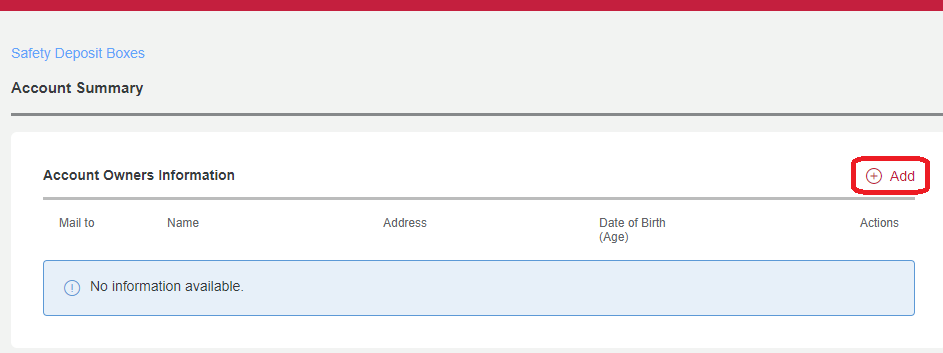 Safety Deposit Boxes
Account Summary
Account Owners Information
Add
Mail to Name Address Date of Birth Actions
(Age)
No information available.